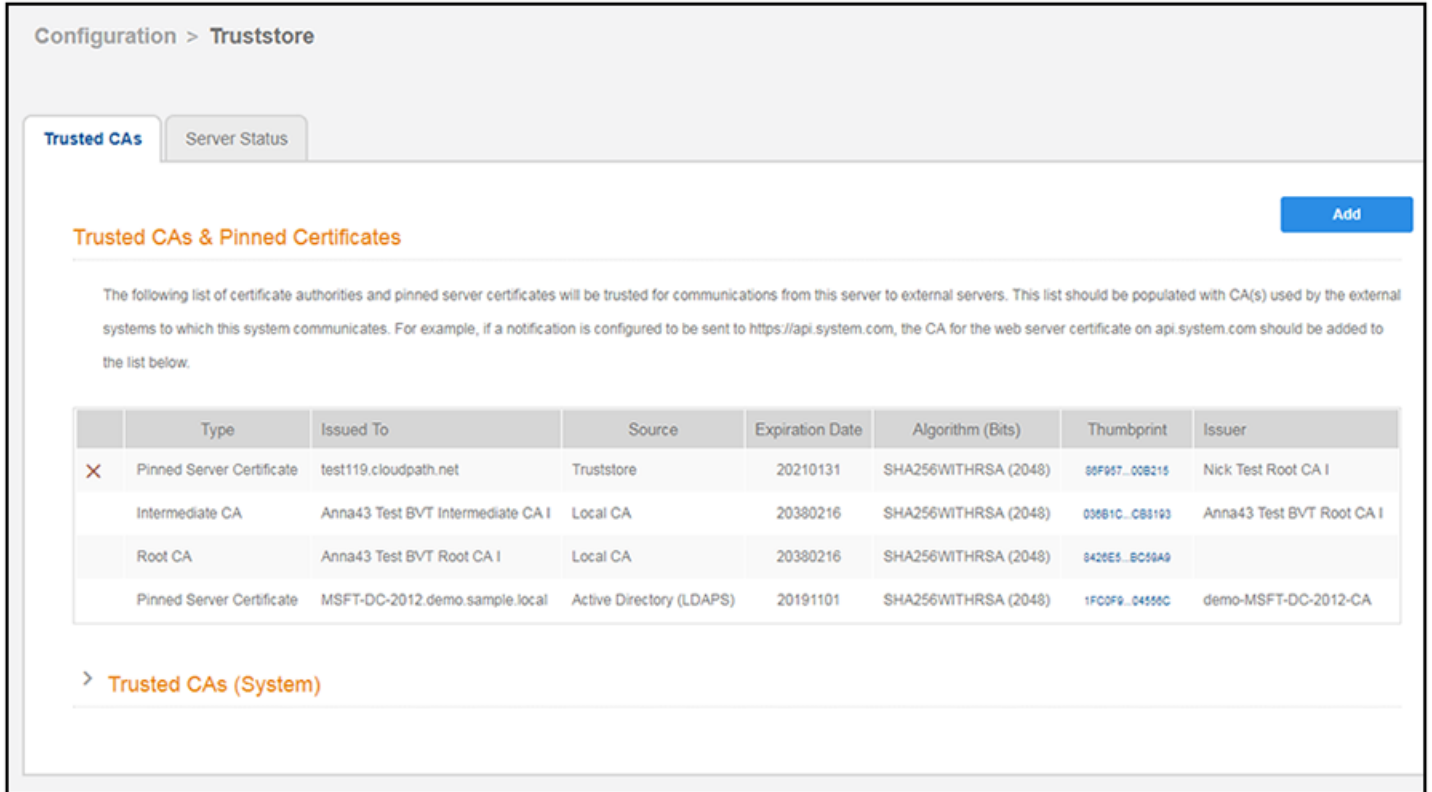 Configuration > Truststore
Trusted CAs Server Status
Add
Trusted CAs & Pinned Certificates
The following list of certificate authorities and pinned server certificates will be trusted for communications from this server to external servers. This list should be populated with CA(s) used by the external
systems to which this system communicates. For example, if a notification is configured to be sent to https://api.system.com, the CA for the web server certificate on api.system.com should be added to
the list below.
Type Issued To Source Expiration Date Algorithm (Bits) Thumbprint Issuer
Pinned Server Certificate test119.cloudpath.net Truststore 20210131 SHA256WITHRSA (2048) 86F957...00B215 Nick Test Root CA I
Intermediate CA Anna43 Test BVT Intermediate CA I Local CA 20380216 SHA256WITHRSA (2048) 036B1C...CB3193 Anna43 Test BVT Root CA I
Root CA Anna43 Test BVT Root CA I Local CA 20380216 SHA256WITHRSA (2048) 8426E5...BC59A9
Pinned Server Certificate MSFT-DC-2012.demo.sample.local Active Directory (LDAPS) 20191101 SHA256WITHRSA (2048) 1FC0F9...04556C demo-MSFT-DC-2012-CA
> Trusted CAs (System)